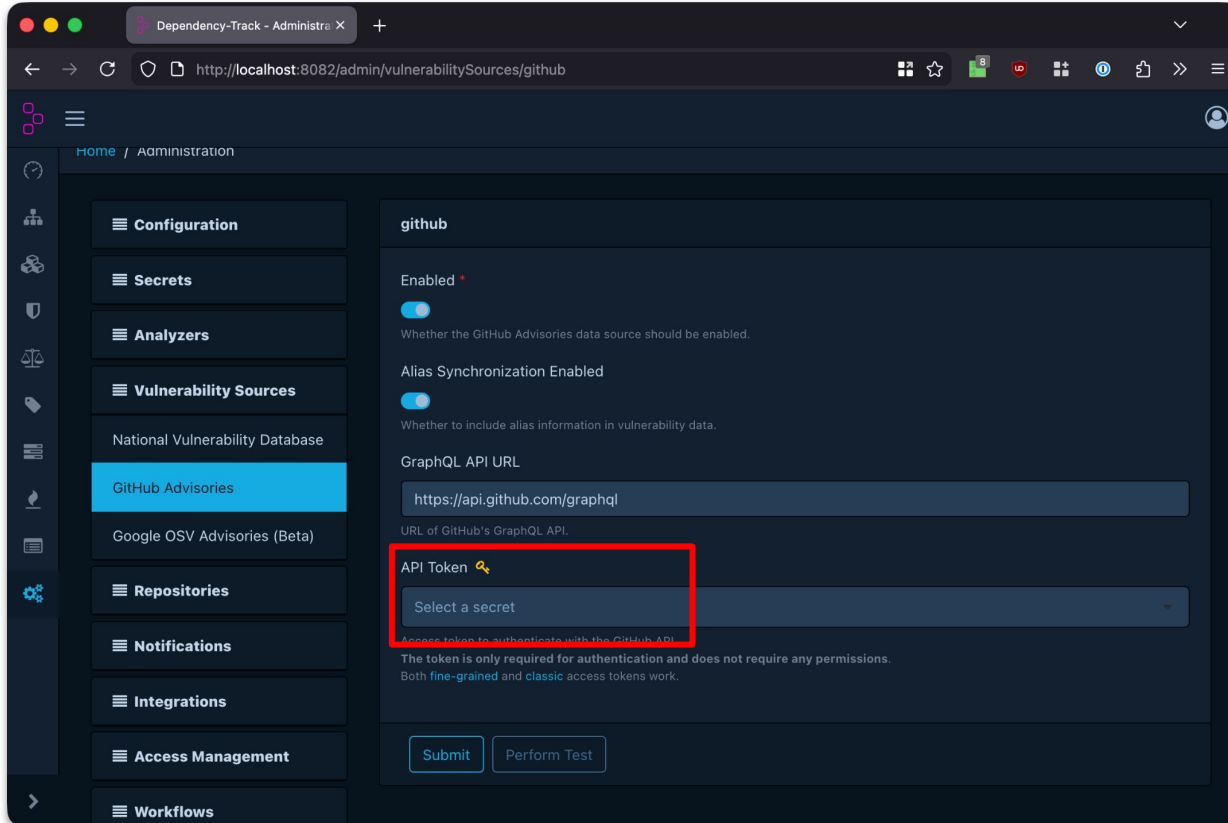 Dependency-Track - Administra
http://localhost:8082/admin/vulnerabilitySources/github
8
Home / Administration
Configuration
Secrets
Analyzers
Vulnerability Sources
National Vulnerability Database
GitHub Advisories
Google OSV Advisories (Beta)
Repositories
Notifications
Integrations
Access Management
Workflows
github
Enabled *
Whether the GitHub Advisories data source should be enabled.
Alias Synchronization Enabled
Whether to include alias information in vulnerability data.
GraphQL API URL
https://api.github.com/graphql
URL of GitHub's GraphQL API.
API Token
Select a secret
Access token to authenticate with the GitHub API.
The token is only required for authentication and does not require any permissions.
Both fine-grained and classic access tokens work.
Submit
Perform Test